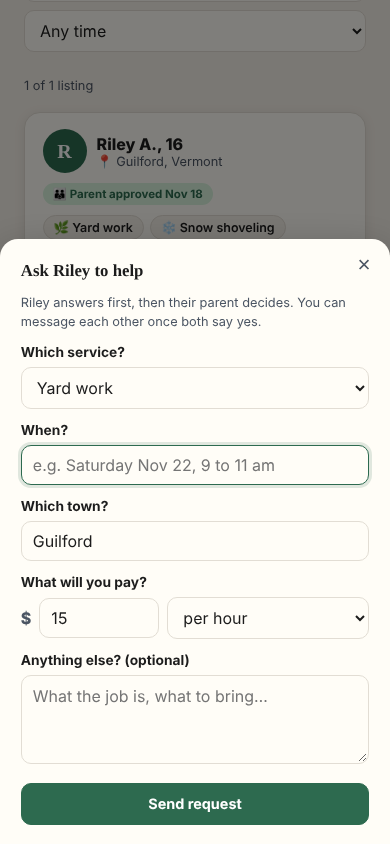 Any time
1 of 1 listing
R
Riley A., 16
📍 Guilford, Vermont
👪 Parent approved Nov 18
🌿 Yard work
❄️ Snow shoveling
Ask Riley to help
✕
Riley answers first, then their parent decides. You can
message each other once both say yes.
Which service?
Yard work
When?
e.g. Saturday Nov 22, 9 to 11 am
Which town?
Guilford
What will you pay?
$ 15 per hour
Anything else? (optional)
What the job is, what to bring...
Send request